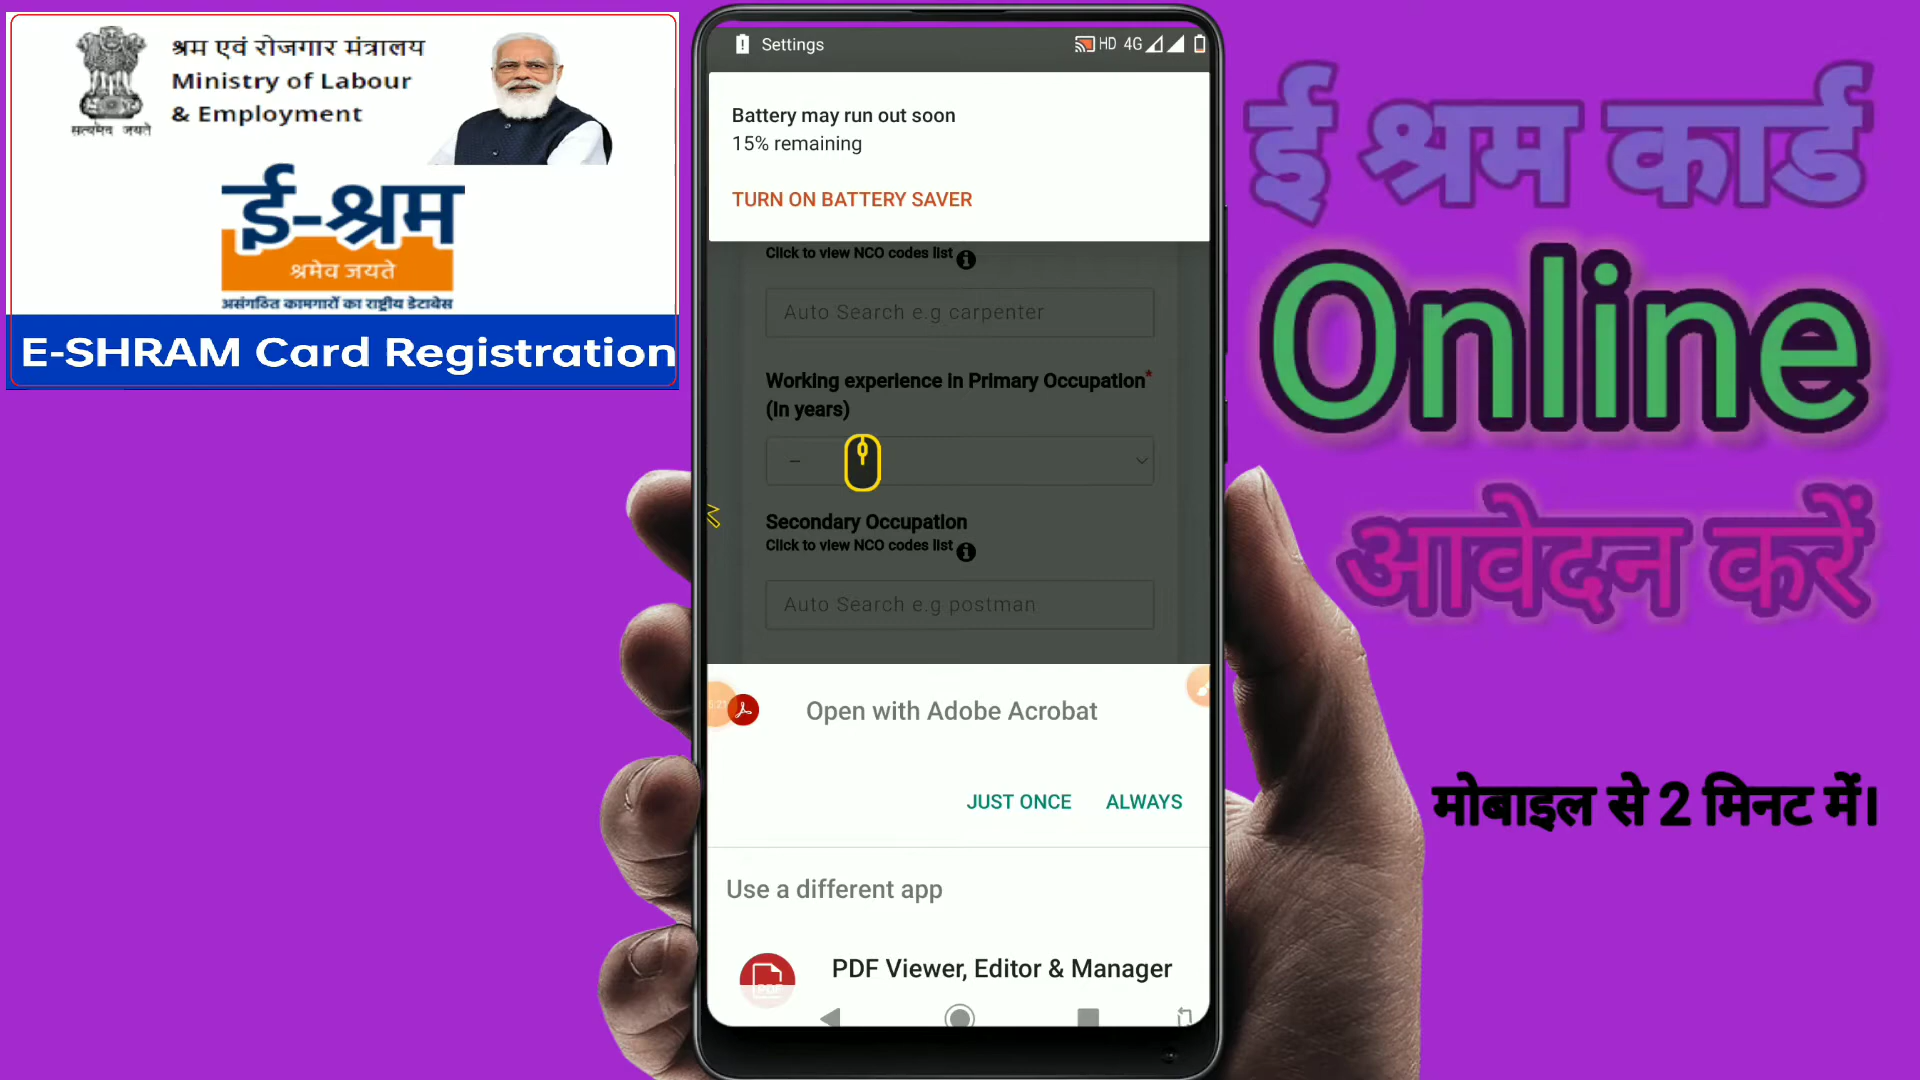 श्रम एवं रोजगार मंत्रालय
Ministry of Labour
& Employment
सत्यमेव जयते
ई-श्रम
श्रमेव जयते
असंगठित कामगारों का राष्ट्रीय डेटाबेस
E-SHRAM Card Registration
Settings
HD 4G
Battery may run out soon
15% remaining
TURN ON BATTERY SAVER
Click to view NCO codes list
Auto Search e.g carpenter
Working experience in Primary Occupation*
(In years)
–
Secondary Occupation
Click to view NCO codes list
Auto Search e.g postman
Open with Adobe Acrobat
JUST ONCE ALWAYS
Use a different app
PDF Viewer, Editor & Manager
ई श्रम कार्ड
Online
आवेदन करें
मोबाइल से 2 मिनट में।